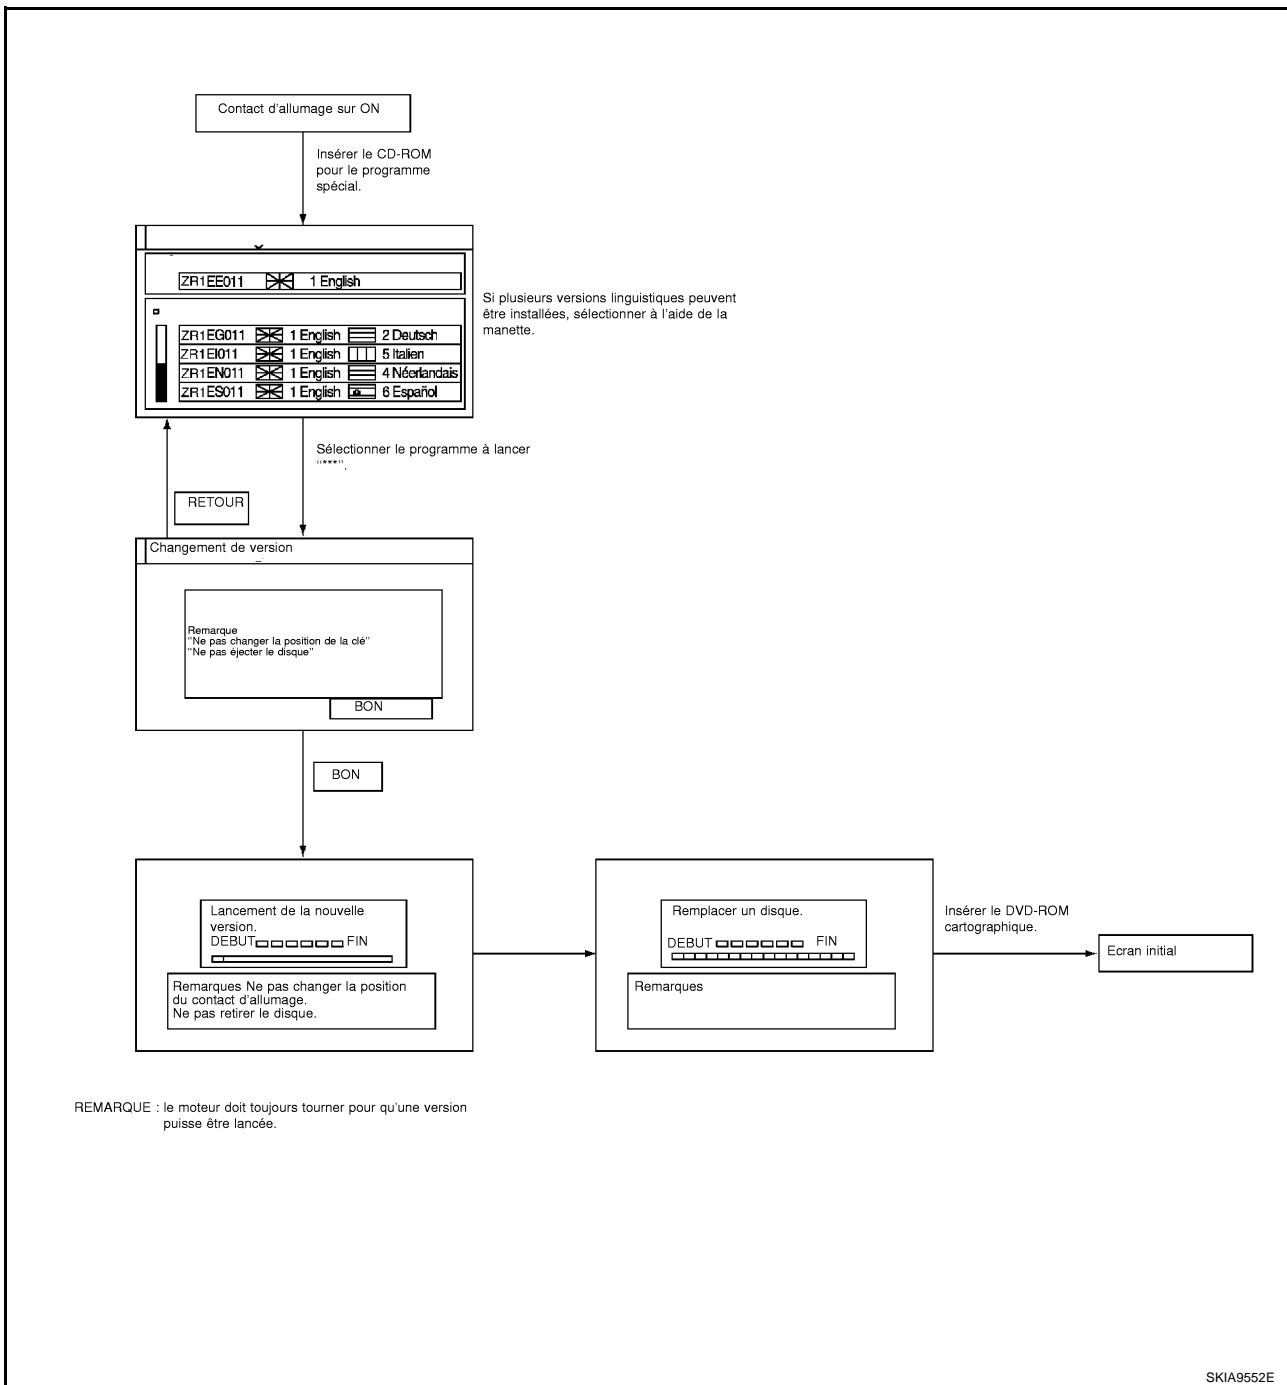 Contact d'allumage sur ON
Insérer le CD-ROM
pour le programme
spécial.
ZR1EE011 1 English
Si plusieurs versions linguistiques peuvent
être installées, sélectionner à l'aide de la
manette.
ZR1EG011 1 English 2 Deutsch
ZR1EI011 1 English 5 Italien
ZR1EN011 1 English 4 Néerlandais
ZR1ES011 1 English 6 Español
Sélectionner le programme à lancer
"***".
RETOUR
Changement de version
Remarque
"Ne pas changer la position de la clé"
"Ne pas éjecter le disque"
BON
BON
Lancement de la nouvelle
version.
DEBUT FIN
Remarques Ne pas changer la position
du contact d'allumage.
Ne pas retirer le disque.
Remplacer un disque.
DEBUT FIN
Remarques
Insérer le DVD-ROM
cartographique.
Ecran initial
REMARQUE : le moteur doit toujours tourner pour qu'une version
puisse être lancée.
SKIA9552E